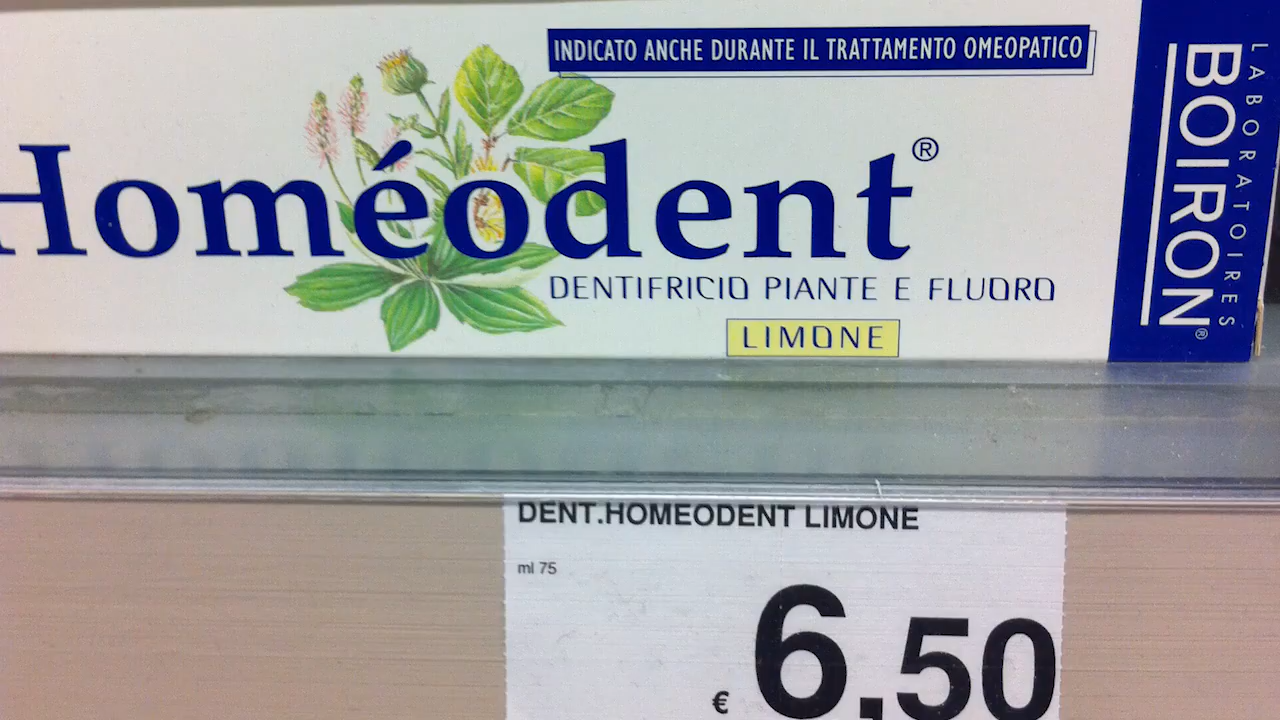 INDICATO ANCHE DURANTE IL TRATTAMENTO OMEOPATICO
Homéodent®
DENTIFRICIO PIANTE E FLUORO
LIMONE
LABORATOIRES
BOIRON®
DENT.HOMEODENT LIMONE
ml 75
€ 6,50